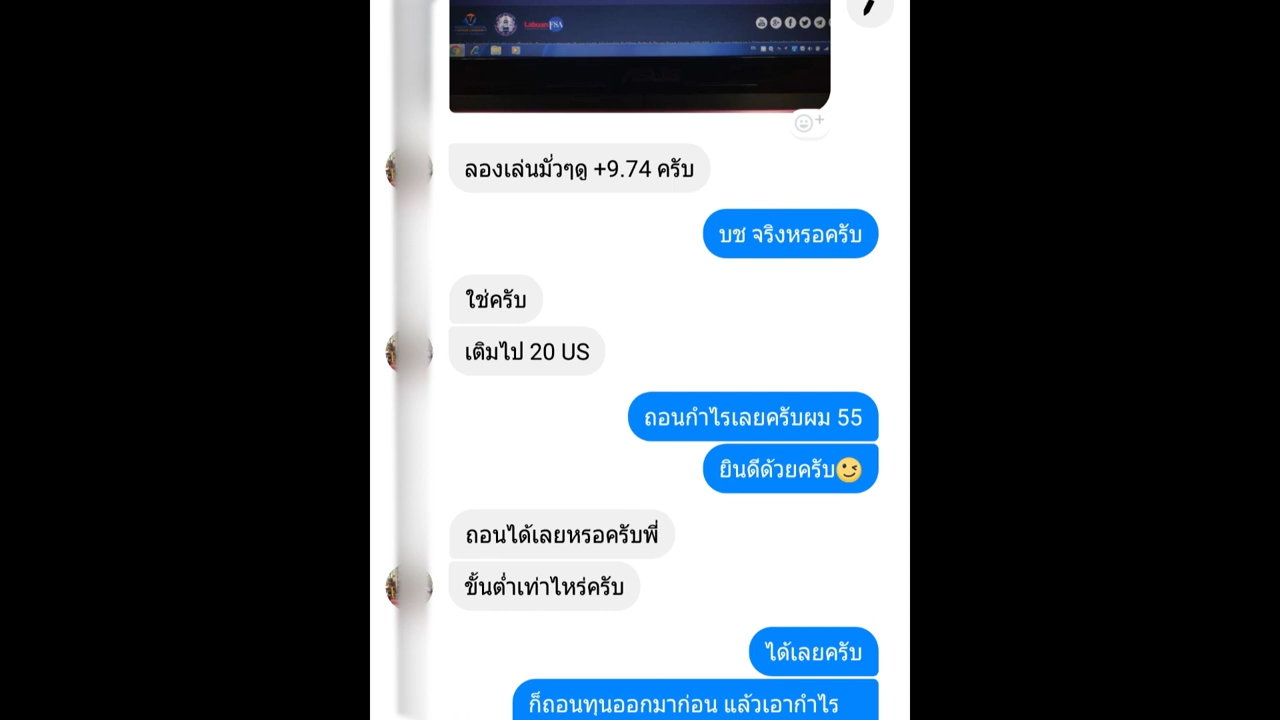 Labuan FSA
ASUS
ลองเล่นมั่วๆดู +9.74 ครับ
บช จริงหรอครับ
ใช่ครับ
เติมไป 20 US
ถอนกำไรเลยครับผม 55
ยินดีด้วยครับ😉
ถอนได้เลยหรอครับพี่
ขั้นต่ำเท่าไหร่ครับ
ได้เลยครับ
ก็ถอนทุนออกมาก่อน แล้วเอากำไร